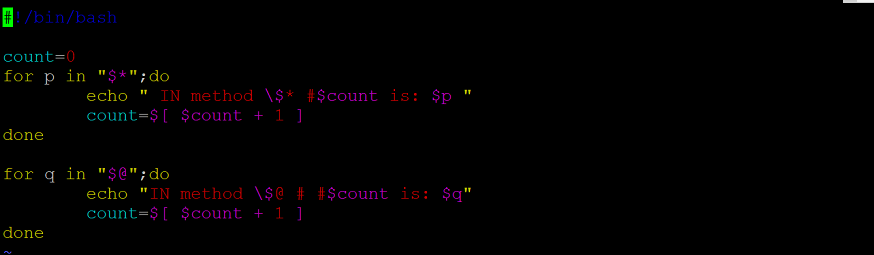 #!/bin/bash
count=0
for p in "$*";do
        echo " IN method \$* #$count is: $p "
        count=$[ $count + 1 ]
done
for q in "$@";do
        echo "IN method \$@ # #$count is: $q"
        count=$[ $count + 1 ]
done
~